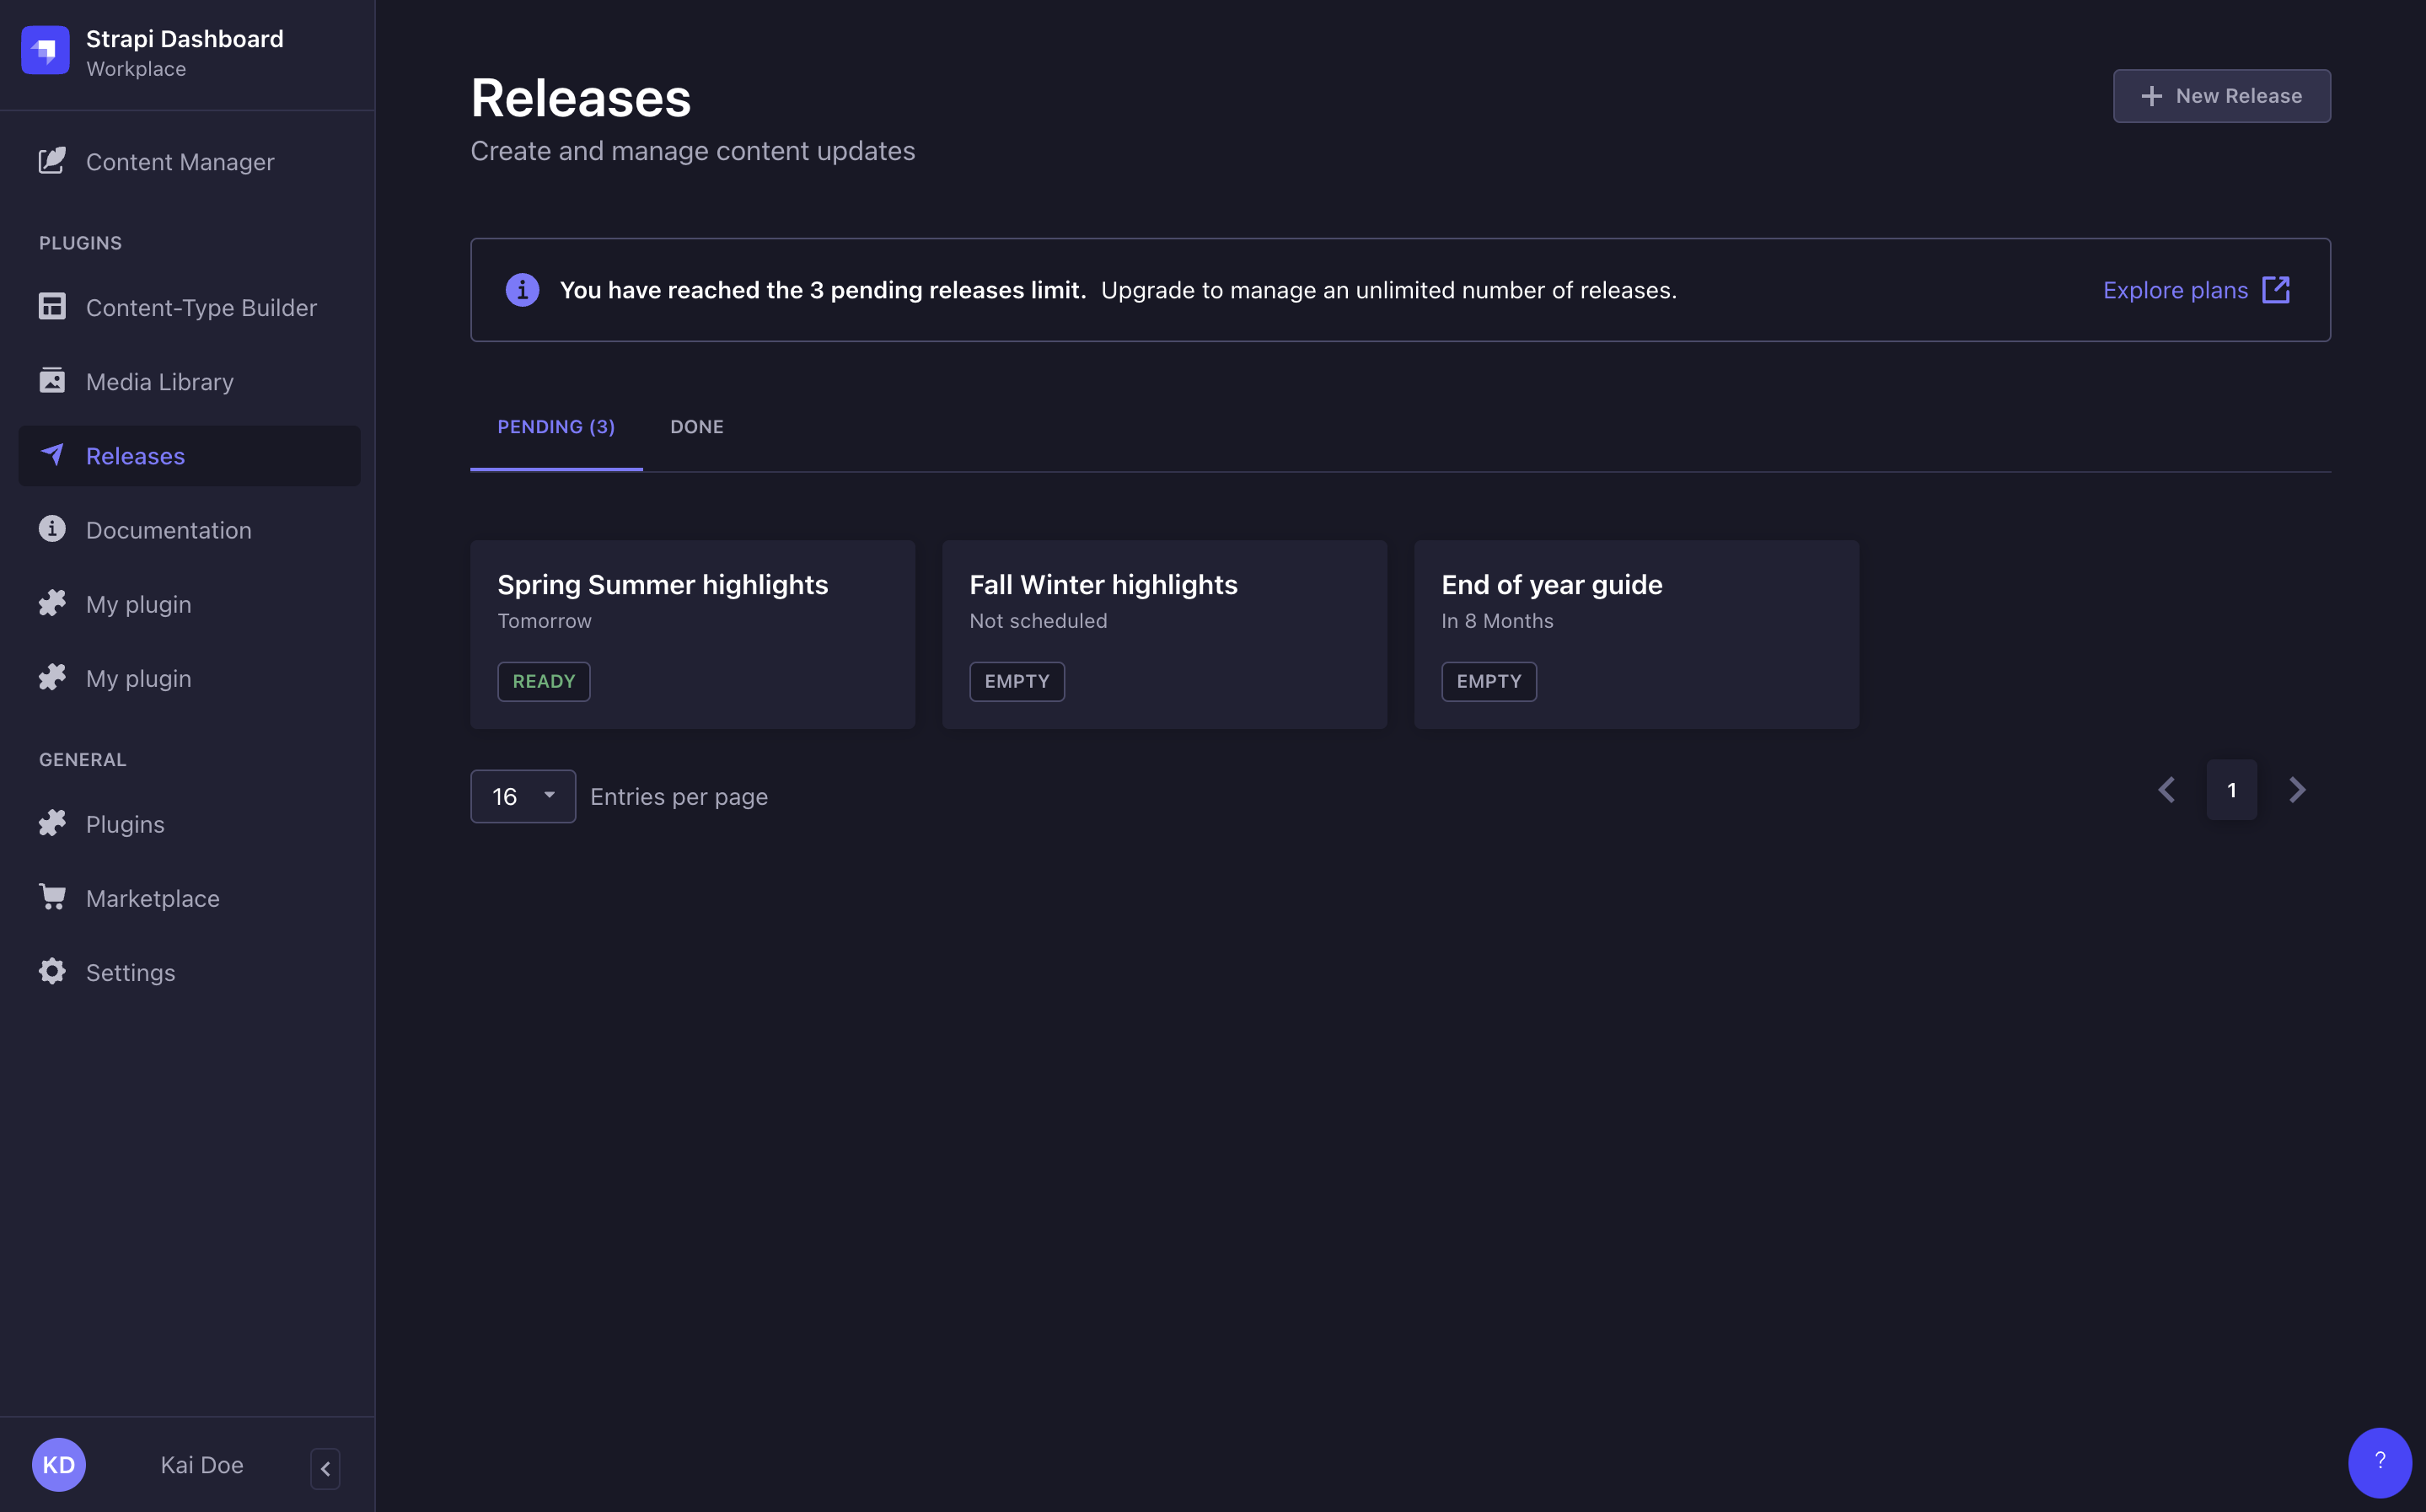 Strapi Dashboard
Workplace
Content Manager
PLUGINS
Content-Type Builder
Media Library
Releases
Documentation
My plugin
My plugin
GENERAL
Plugins
Marketplace
Settings
KD
Kai Doe
Releases
Create and manage content updates
New Release
You have reached the 3 pending releases limit. Upgrade to manage an unlimited number of releases.
Explore plans
PENDING (3)
DONE
Spring Summer highlights
Tomorrow
READY
Fall Winter highlights
Not scheduled
EMPTY
End of year guide
In 8 Months
EMPTY
16
Entries per page
1
?